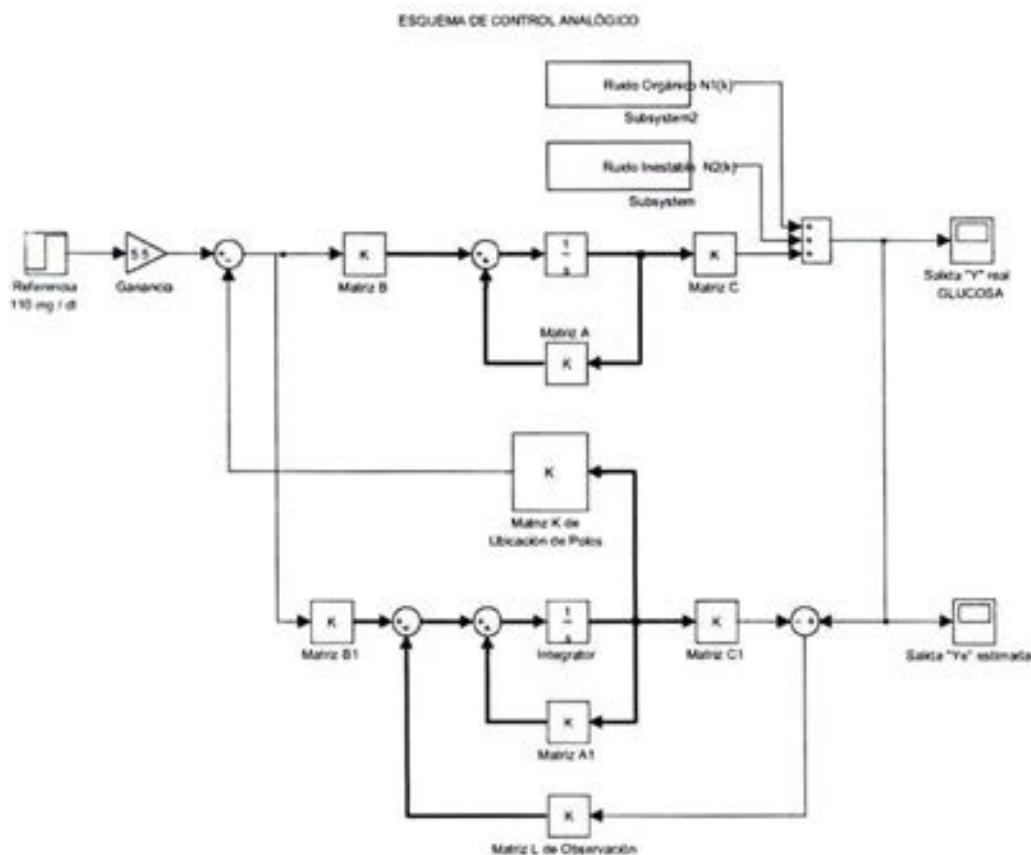 ESQUEMA DE CONTROL ANALÓGICO
Ruido Orgánico N1(k)
Subsystem2
Ruido Inestable N2(k)
Subsystem
Referencia
110 mg / dl
5.5
Ganancia
K
Matriz B
1
s
K
Matriz C
Salida "Y" real
GLUCOSA
Matriz A
K
K
Matriz K de
Ubicación de Polos
K
Matriz B1
1
s
Integrator
K
Matriz C1
Salida "Ye" estimada
K
Matriz A1
K
Matriz L de Observación